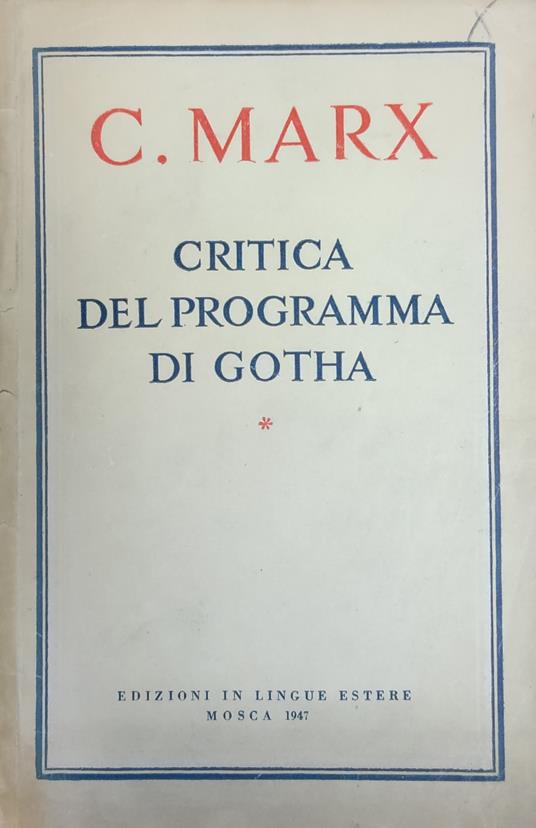 C. MARX
CRITICA
DEL PROGRAMMA
DI GOTHA
*
EDIZIONI IN LINGUE ESTERE
MOSCA 1947